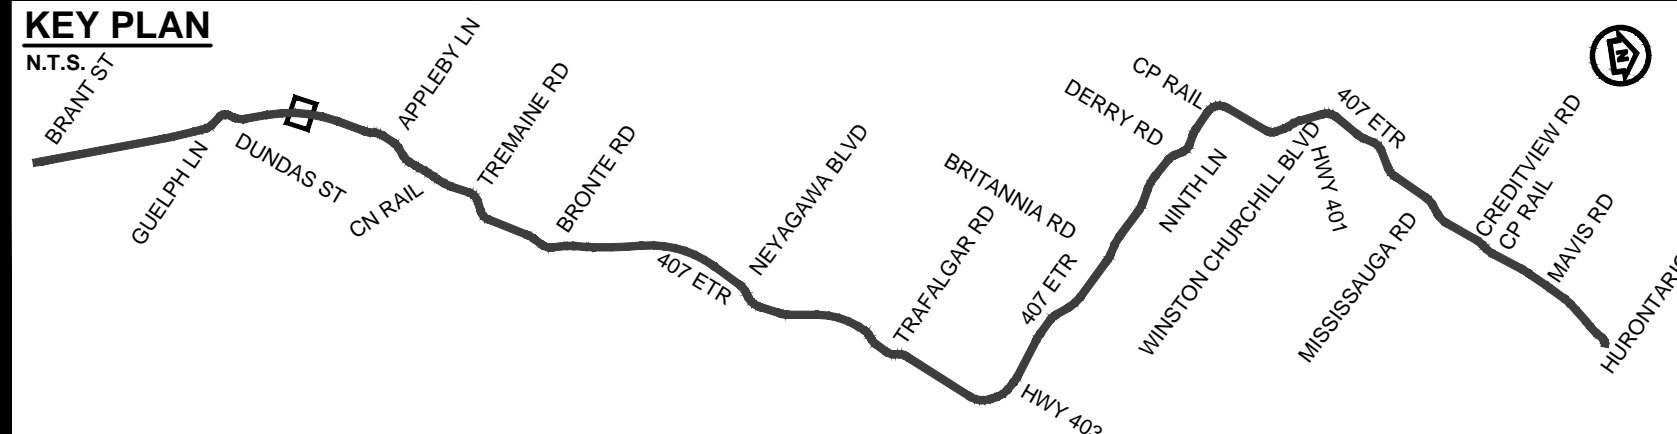 KEY PLAN
N.T.S.
BRANT ST
GUELPH LN
DUNDAS ST
CN RAIL
APPLEBY LN
TREMAINE RD
BRONTE RD
407 ETR
NEYAGAWA BLVD
TRAFALGAR RD
HWY 403
407 ETR
BRITANNIA RD
DERRY RD
CP RAIL
NINTH LN
WINSTON CHURCHILL BLVD
HWY 401
407 ETR
MISSISSAUGA RD
CREDITVIEW RD
CP RAIL
MAVIS RD
N